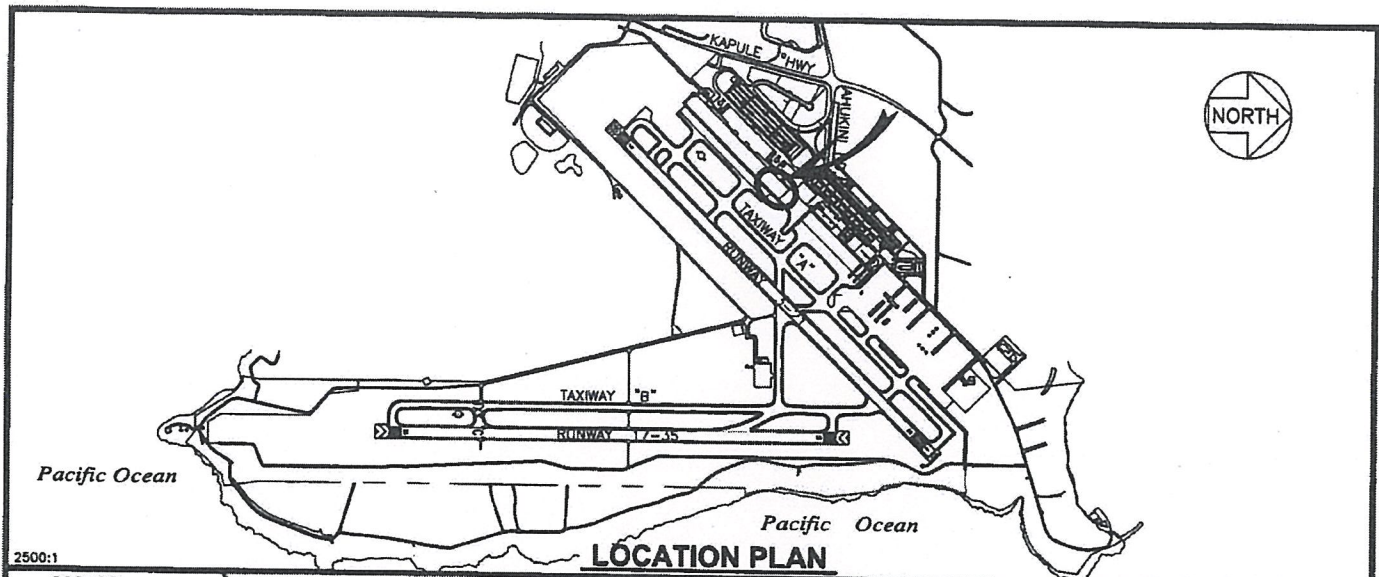 KAPULE HWY
AHUKINI
NORTH
TAXIWAY
"A"
RUNWAY
TAXIWAY "B"
RUNWAY 17-35
Pacific Ocean
Pacific Ocean
2500:1
LOCATION PLAN